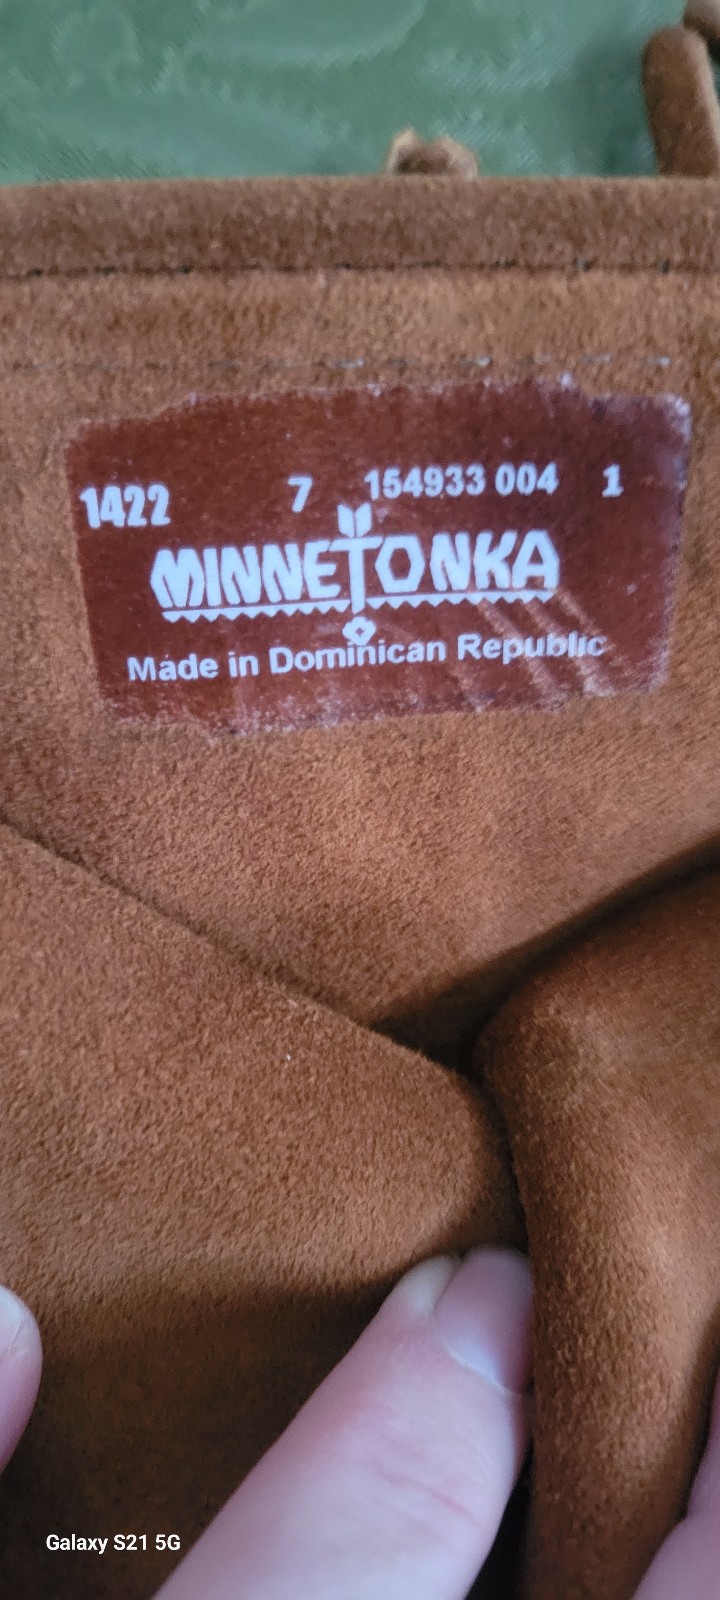 1422 7 154933 004 1
MINNETONKA
Made in Dominican Republic
Galaxy S21 5G